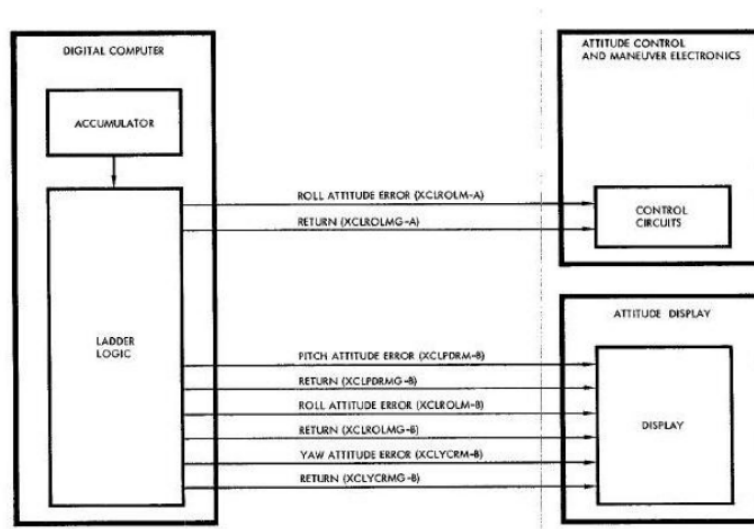 DIGITAL COMPUTER
ACCUMULATOR
LADDER
LOGIC
ATTITUDE CONTROL
AND MANEUVER ELECTRONICS
ROLL ATTITUDE ERROR (XCLROLM-A)
RETURN (XCLROLMG-A)
CONTROL
CIRCUITS
ATTITUDE DISPLAY
PITCH ATTITUDE ERROR (XCLPDRM-B)
RETURN (XCLPDRMG-B)
ROLL ATTITUDE ERROR (XCLROLM-B)
RETURN (XCLROLMG-B)
YAW ATTITUDE ERROR (XCLYCRM-B)
RETURN (XCLYCRMG-B)
DISPLAY